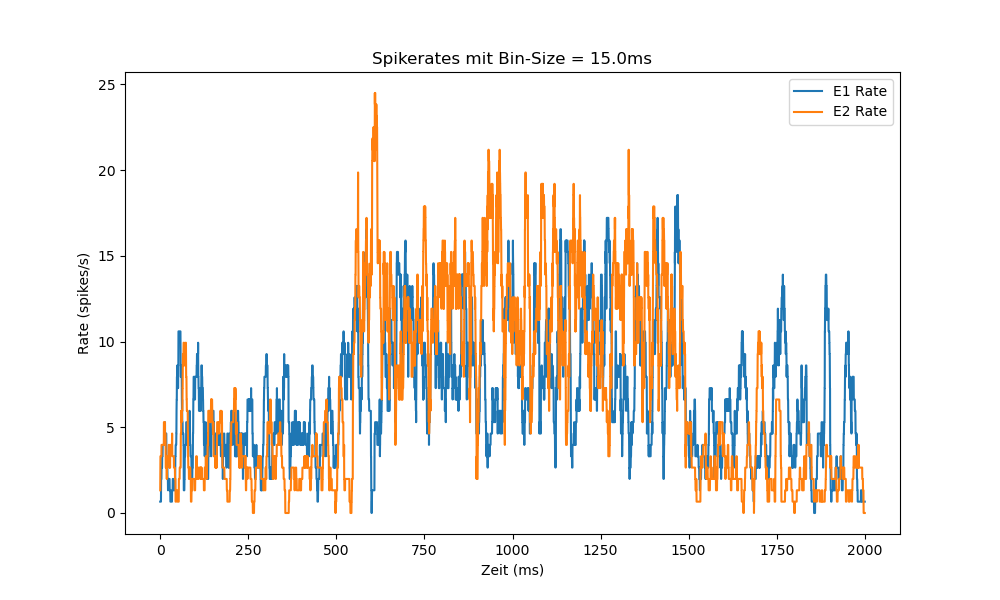 Spikerates mit Bin-Size = 15.0ms
E1 Rate
E2 Rate
25
20
15
10
5
0
Rate (spikes/s)
0 250 500 750 1000 1250 1500 1750 2000
Zeit (ms)